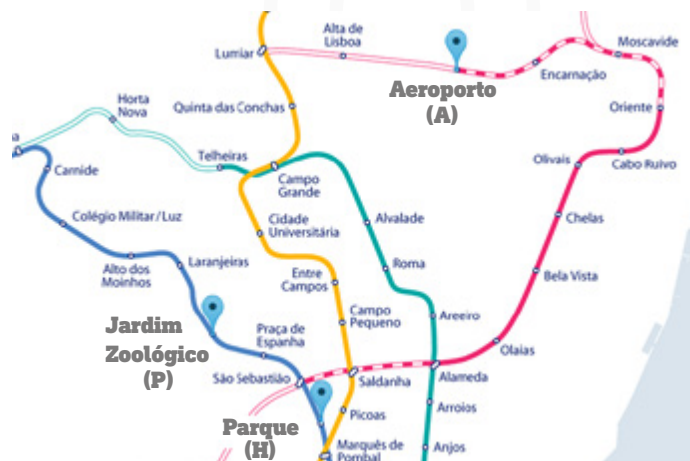 Alta de
Lisboa
Lumiar
Moscavide
Aeroporto
(A)
Encarnação
Horta
Nova
Quinta das Conchas
Oriente
a
Telheiras
Campo
Grande
Olivais
Cabo Ruivo
Carnide
Colégio Militar/Luz
Cidade
Universitária
Alvalade
Chelas
Alto dos
Moinhos
Laranjeiras
Roma
Entre
Campos
Bela Vista
Jardim
Zoológico
(P)
Praça de
Espanha
Campo
Pequeno
Areeiro
Olaias
São Sebastião
Saldanha
Alameda
Parque
(H)
Picoas
Arroios
Marquês de
Pombal
Anjos